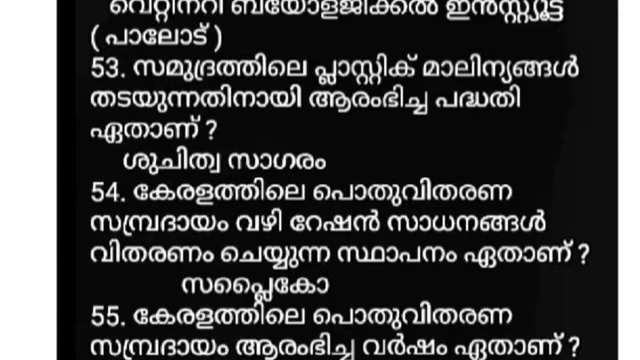 വെറ്റിനറി ബയോളജിക്കൽ ഇൻസ്റ്റ്യൂട്ട്
( പാലോട് )
53. സമുദ്രത്തിലെ പ്ലാസ്റ്റിക് മാലിന്യങ്ങൾ
തടയുന്നതിനായി ആരംഭിച്ച പദ്ധതി
ഏതാണ് ?
ശുചിത്വ സാഗരം
54. കേരളത്തിലെ പൊതുവിതരണ
സമ്പ്രദായം വഴി റേഷൻ സാധനങ്ങൾ
വിതരണം ചെയ്യുന്ന സ്ഥാപനം ഏതാണ് ?
സപ്ലൈകോ
55. കേരളത്തിലെ പൊതുവിതരണ
സമ്പ്രദായം ആരംഭിച്ച വർഷം ഏതാണ് ?